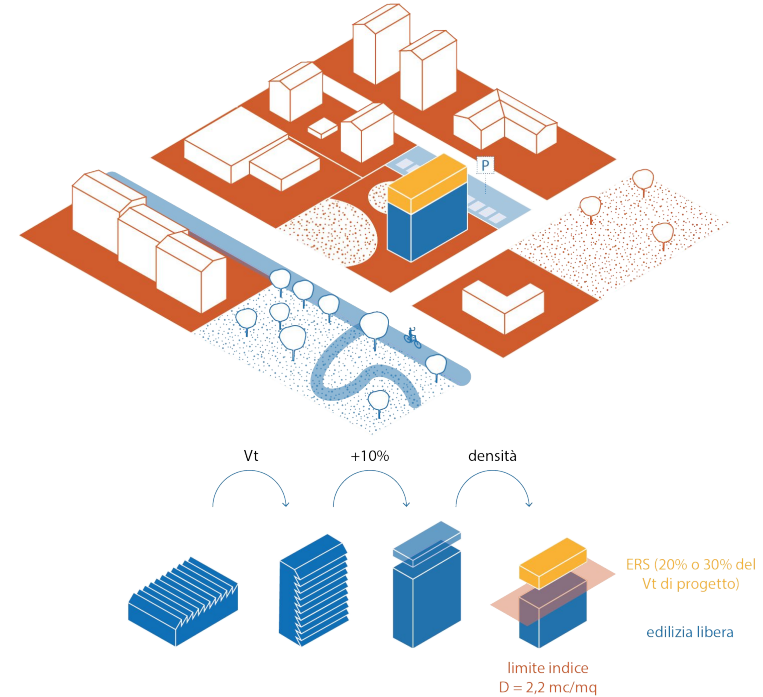 P
Vt
+10%
densità
ERS (20% o 30% del
Vt di progetto)
edilizia libera
limite indice
D = 2,2 mc/mq